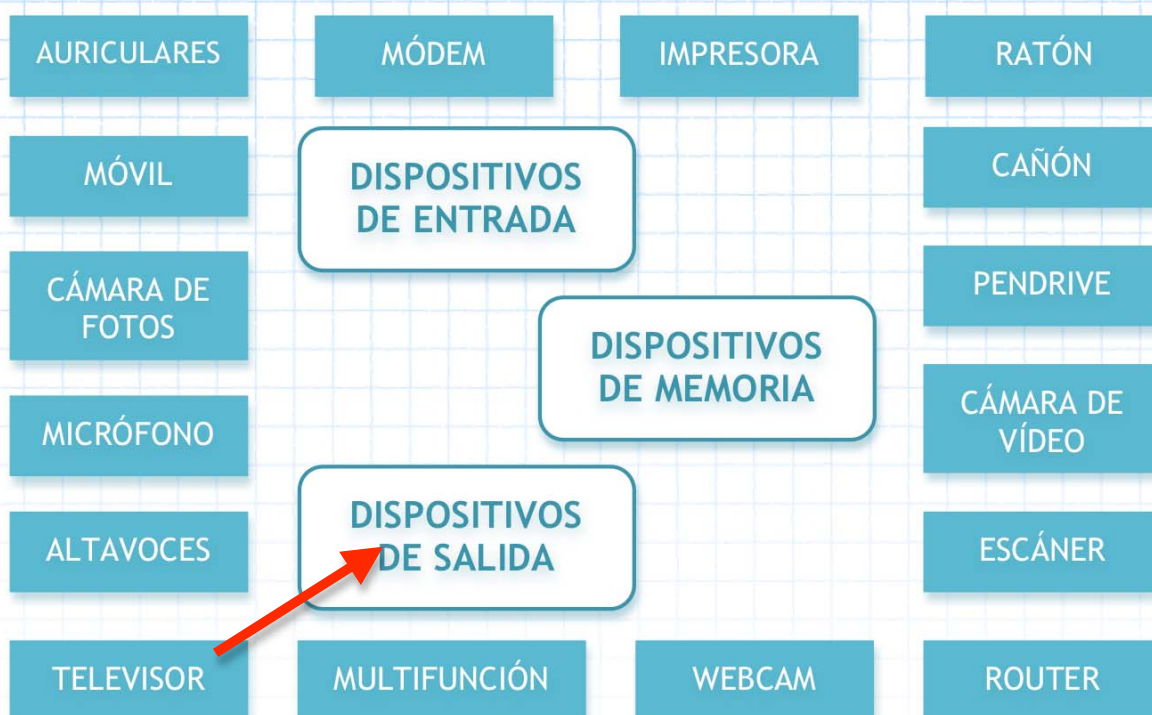 AURICULARES
MÓDEM
IMPRESORA
RATÓN
MÓVIL
DISPOSITIVOS
DE ENTRADA
CAÑÓN
CÁMARA DE
FOTOS
PENDRIVE
DISPOSITIVOS
DE MEMORIA
MICRÓFONO
CÁMARA DE
VÍDEO
DISPOSITIVOS
DE SALIDA
ALTAVOCES
ESCÁNER
TELEVISOR
MULTIFUNCIÓN
WEBCAM
ROUTER